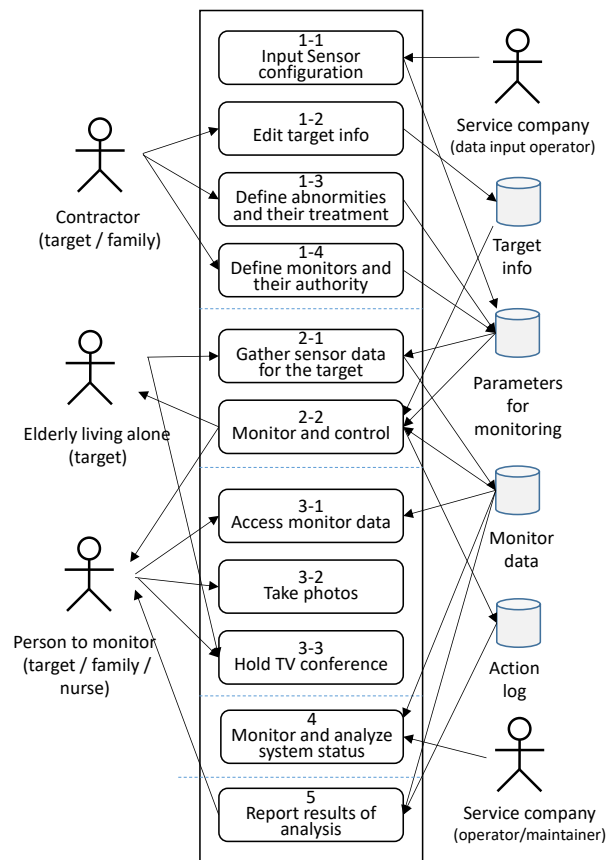 1-1
Input Sensor
configuration
1-2
Edit target info
1-3
Define abnormities
and their treatment
1-4
Define monitors and
their authority
2-1
Gather sensor data
for the target
2-2
Monitor and control
3-1
Access monitor data
3-2
Take photos
3-3
Hold TV conference
4
Monitor and analyze
system status
5
Report results of
analysis
Contractor
(target / family)
Elderly living alone
(target)
Person to monitor
(target / family /
nurse)
Service company
(data input operator)
Target
info
Parameters
for
monitoring
Monitor
data
Action
log
Service company
(operator/maintainer)